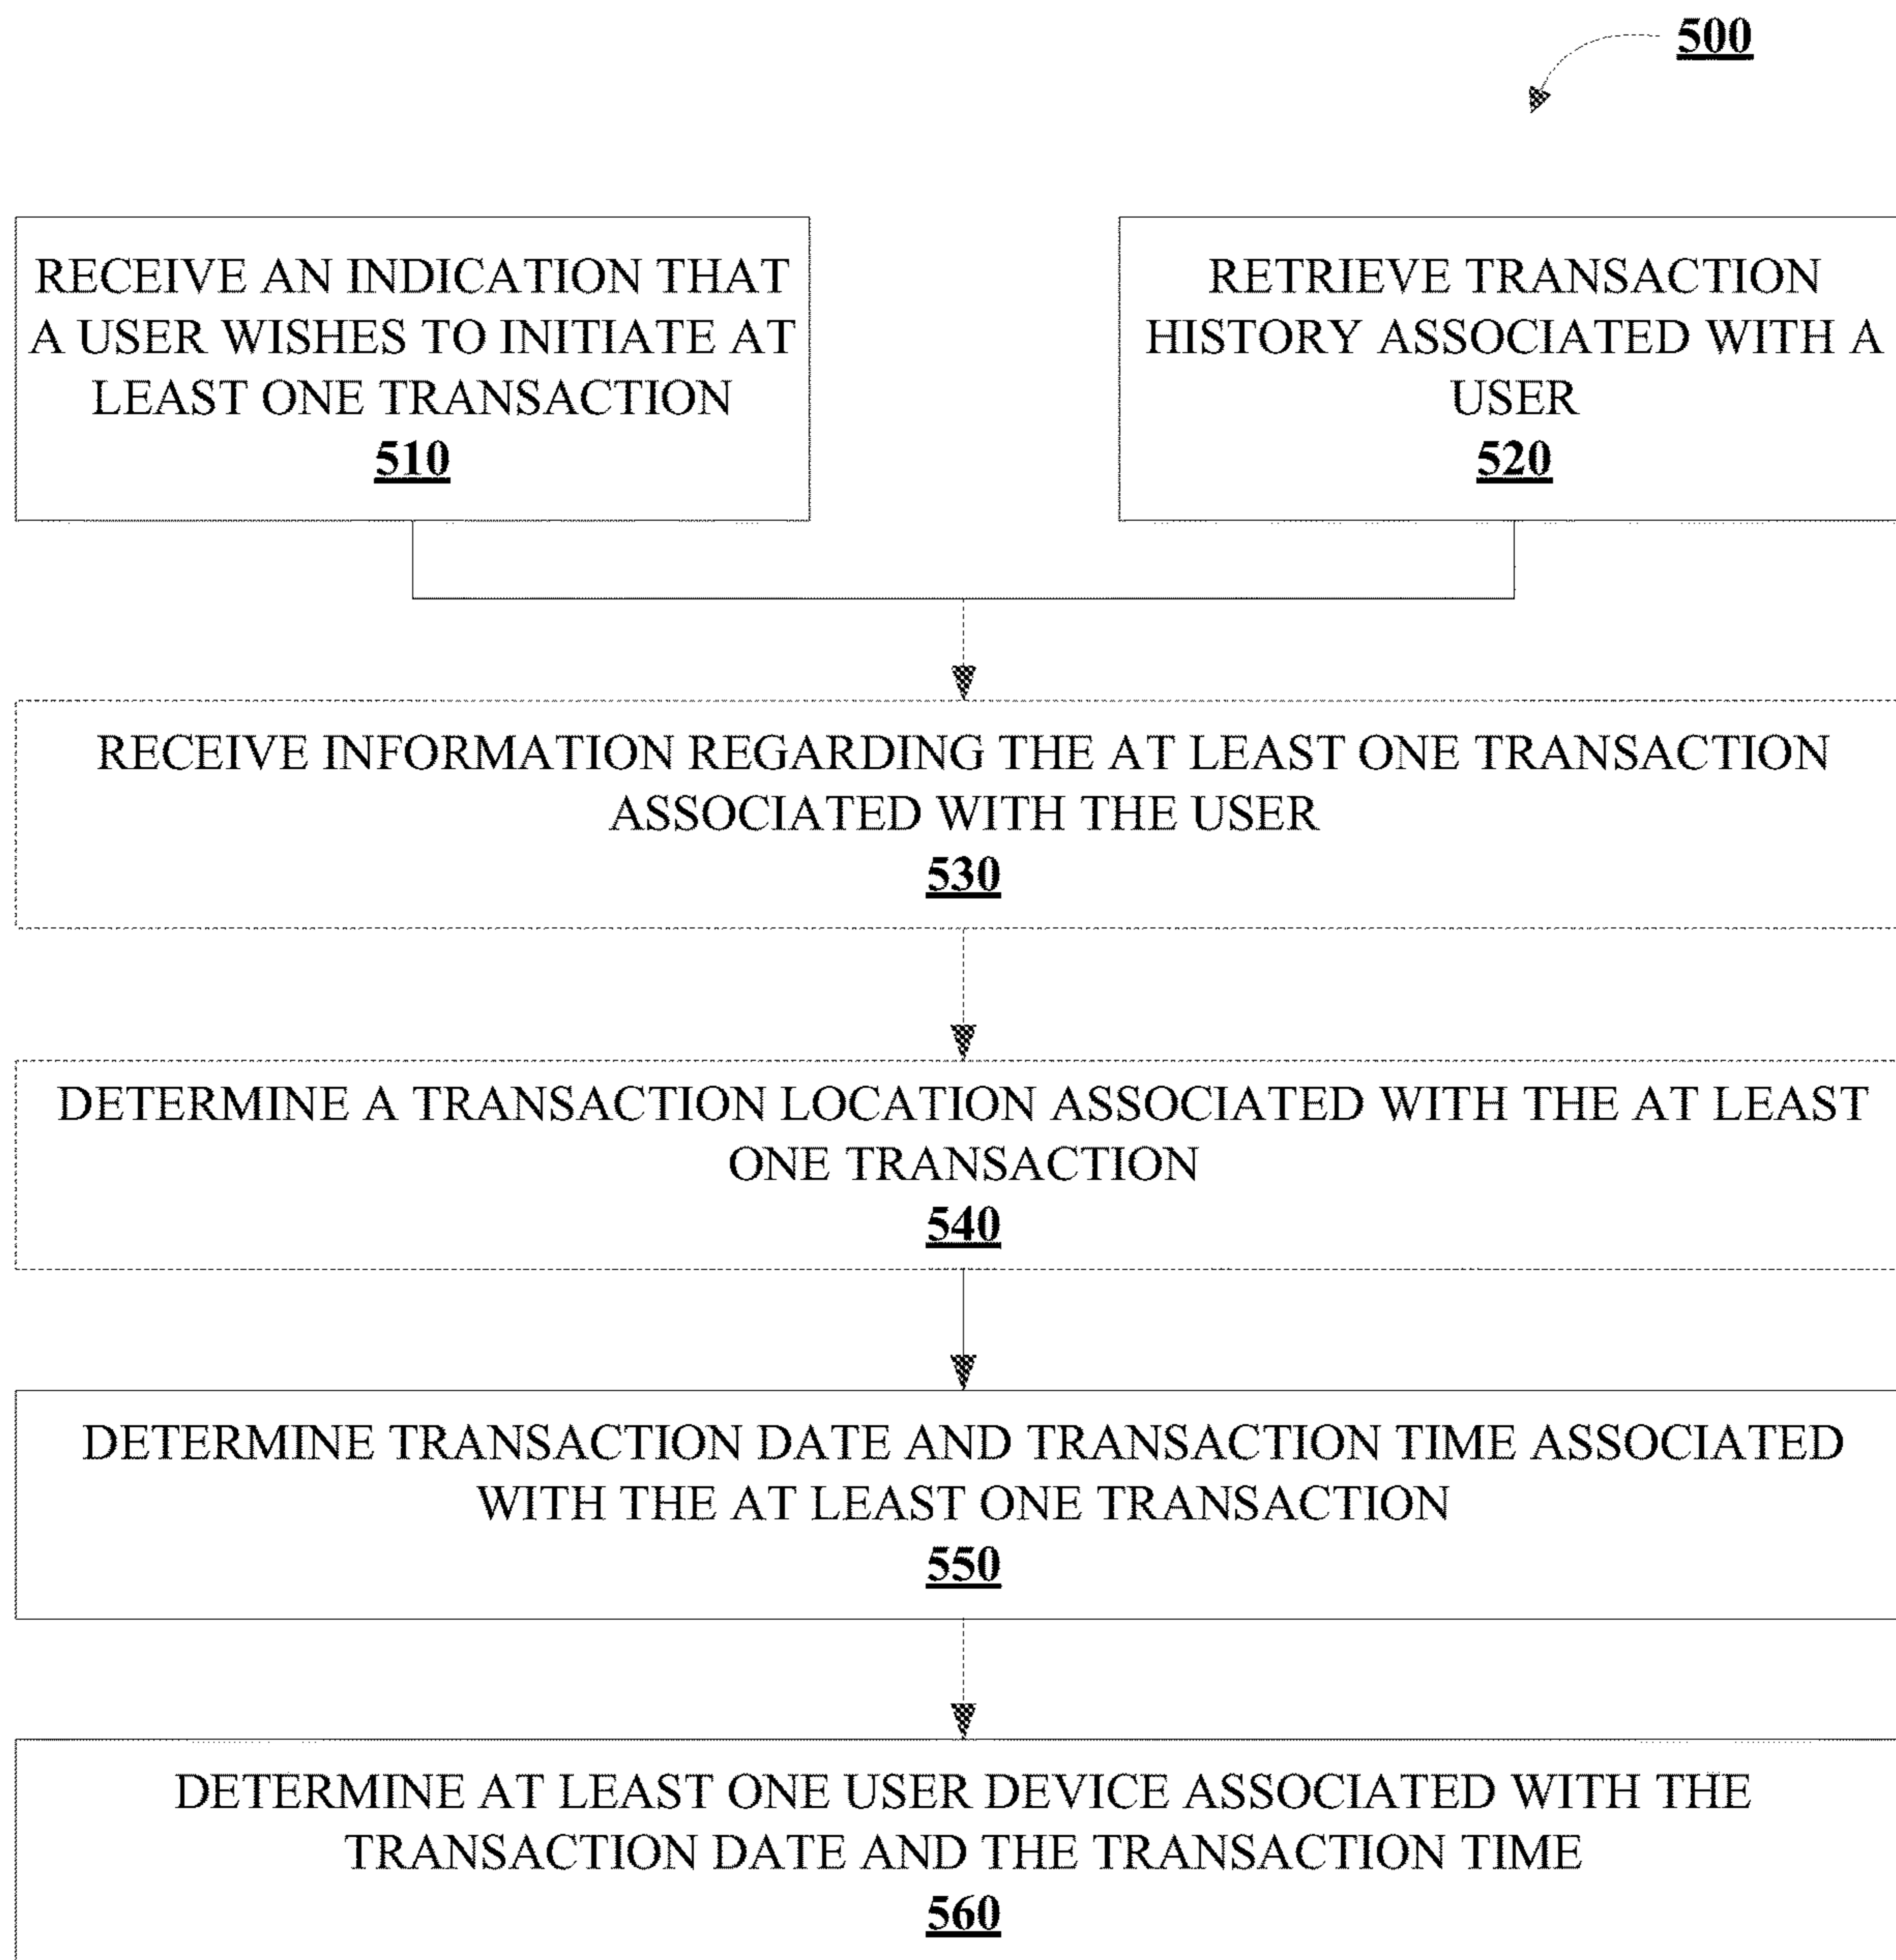 500
RECEIVE AN INDICATION THAT
A USER WISHES TO INITIATE AT
LEAST ONE TRANSACTION
510
RETRIEVE TRANSACTION
HISTORY ASSOCIATED WITH A
USER
520
RECEIVE INFORMATION REGARDING THE AT LEAST ONE TRANSACTION
ASSOCIATED WITH THE USER
530
DETERMINE A TRANSACTION LOCATION ASSOCIATED WITH THE AT LEAST
ONE TRANSACTION
540
DETERMINE TRANSACTION DATE AND TRANSACTION TIME ASSOCIATED
WITH THE AT LEAST ONE TRANSACTION
550
DETERMINE AT LEAST ONE USER DEVICE ASSOCIATED WITH THE
TRANSACTION DATE AND THE TRANSACTION TIME
560